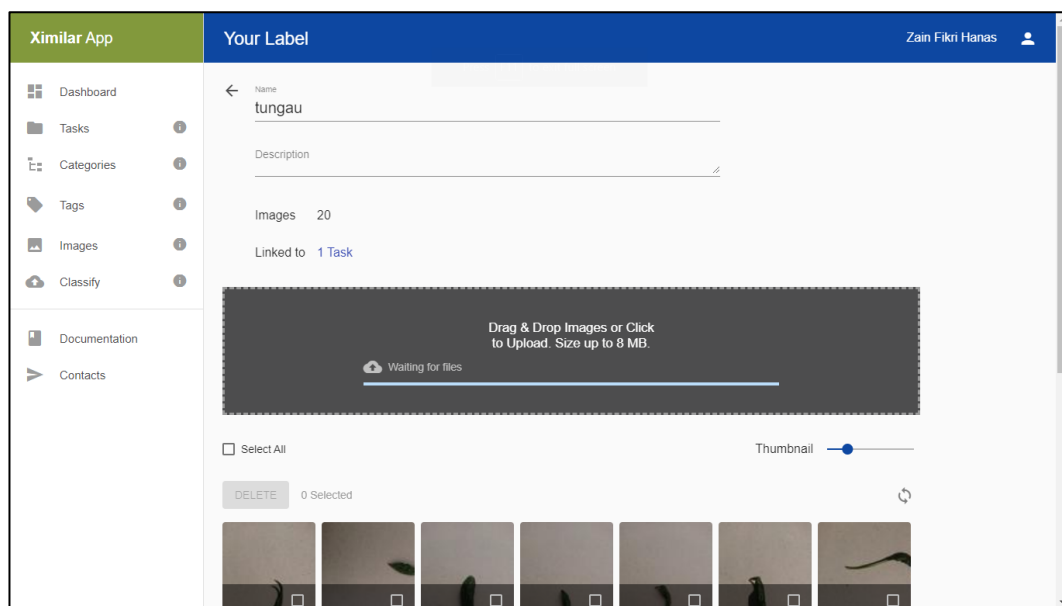 Ximilar App
Your Label
Zain Fikri Hanas
Dashboard
Tasks
Categories
Tags
Images
Classify
Documentation
Contacts
Name
tungau
Description
Images 20
Linked to 1 Task
Drag & Drop Images or Click
to Upload. Size up to 8 MB.
Waiting for files
Select All
Thumbnail
DELETE
0 Selected